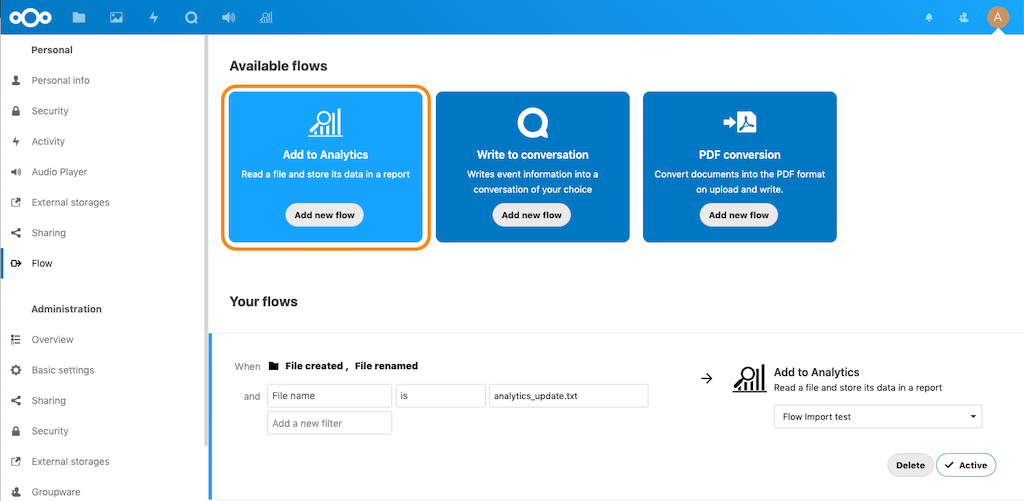 A
Personal
Personal info
Security
Activity
Audio Player
External storages
Sharing
Flow
Administration
Overview
Basic settings
Sharing
Security
External storages
Groupware
Available flows
Add to Analytics
Read a file and store its data in a report
Add new flow
Write to conversation
Writes event information into a
conversation of your choice
Add new flow
PDF conversion
Convert documents into the PDF format
on upload and write.
Add new flow
Your flows
When File created , File renamed
and File name is analytics_update.txt
Add a new filter
Add to Analytics
Read a file and store its data in a report
Flow Import test
Delete Active